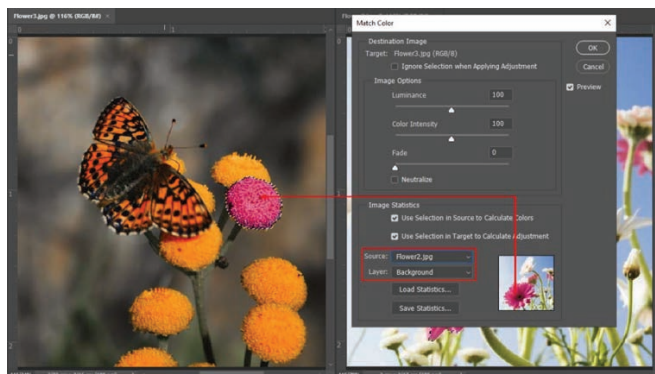 Flower3.jpg @ 116% (RGB/8#) ×
Match Color
Destination Image
Target: Flower3.jpg (RGB/8)
Ignore Selection when Applying Adjustment
Image Options
Luminance 100
Color Intensity 100
Fade 0
Neutralize
OK
Cancel
Preview
Image Statistics
Use Selection in Source to Calculate Colors
Use Selection in Target to Calculate Adjustment
Source: Flower2.jpg
Layer: Background
Load Statistics...
Save Statistics...